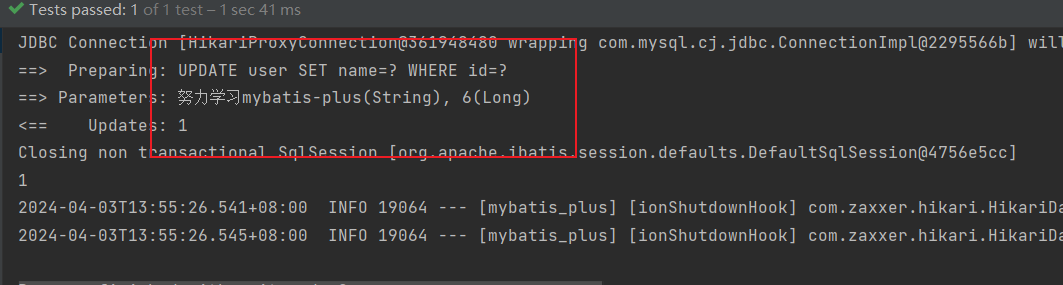 Tests passed: 1 of 1 test – 1 sec 41 ms
JDBC Connection [HikariProxyConnection@361948480 wrapping com.mysql.cj.jdbc.ConnectionImpl@2295566b] will
==>  Preparing: UPDATE user SET name=? WHERE id=?
==> Parameters: 努力学习mybatis-plus(String), 6(Long)
<==    Updates: 1
Closing non transactional SqlSession [org.apache.ibatis.session.defaults.DefaultSqlSession@4756e5cc]
1
2024-04-03T13:55:26.541+08:00  INFO 19064 --- [mybatis_plus] [ionShutdownHook] com.zaxxer.hikari.HikariDa
2024-04-03T13:55:26.545+08:00  INFO 19064 --- [mybatis_plus] [ionShutdownHook] com.zaxxer.hikari.HikariDa